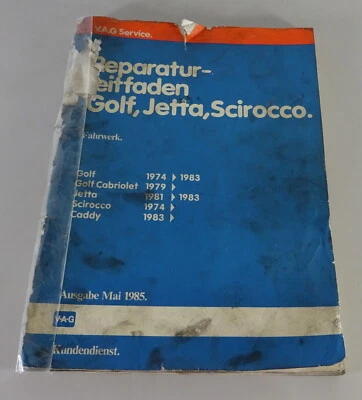 V.A.G Service.
Reparatur-
leitfaden
Golf, Jetta, Scirocco.
Fahrwerk.
Golf 1974 ▶ 1983
Golf Cabriolet 1979 ▶
Jetta 1981 ▶ 1983
Scirocco 1974 ▶
Caddy 1983 ▶
Ausgabe Mai 1985.
V·A·G
Kundendienst.